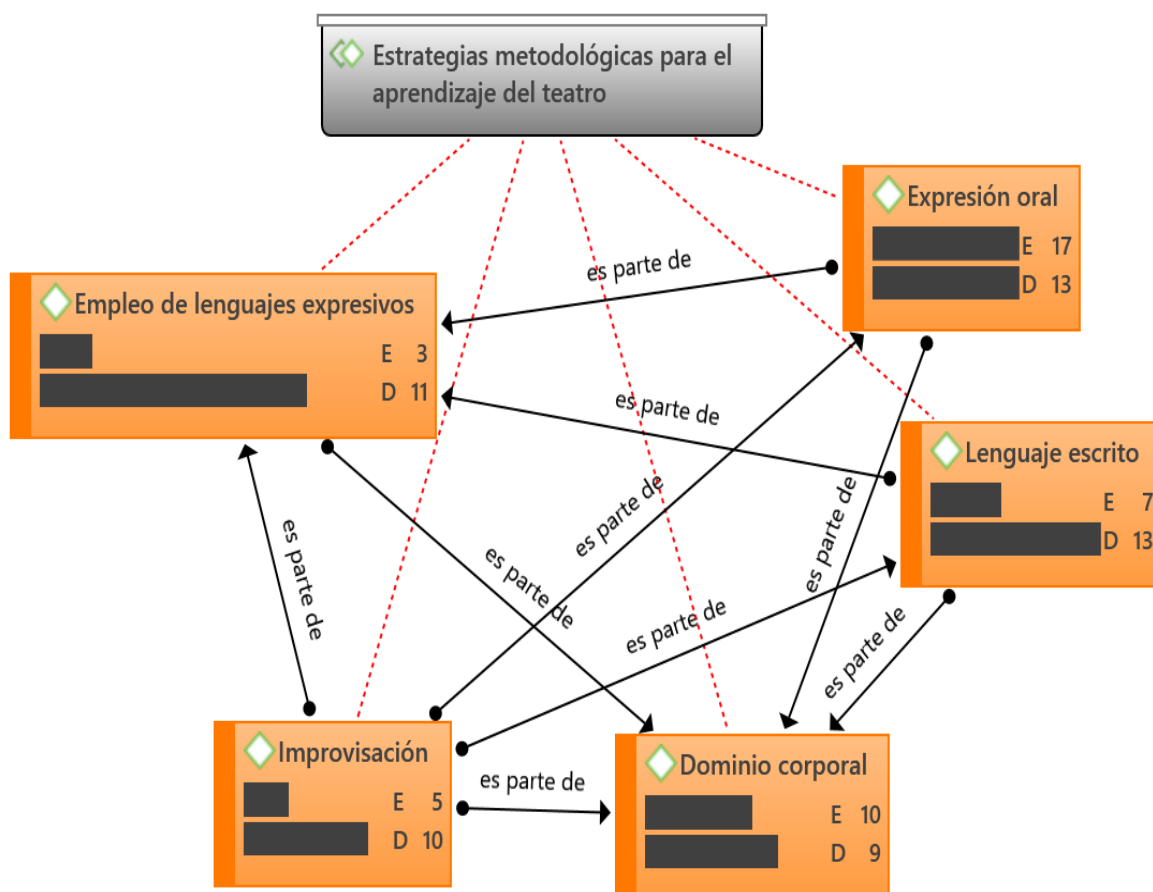 Estrategias metodológicas para el
aprendizaje del teatro
Expresión oral
E 17
D 13
es parte de
Empleo de lenguajes expresivos
E 3
D 11
es parte de
Lenguaje escrito
E 7
D 13
es parte de
es parte de
es parte de
es parte de
es parte de
es parte de
Improvisación
E 5
D 10
es parte de
Dominio corporal
E 10
D 9